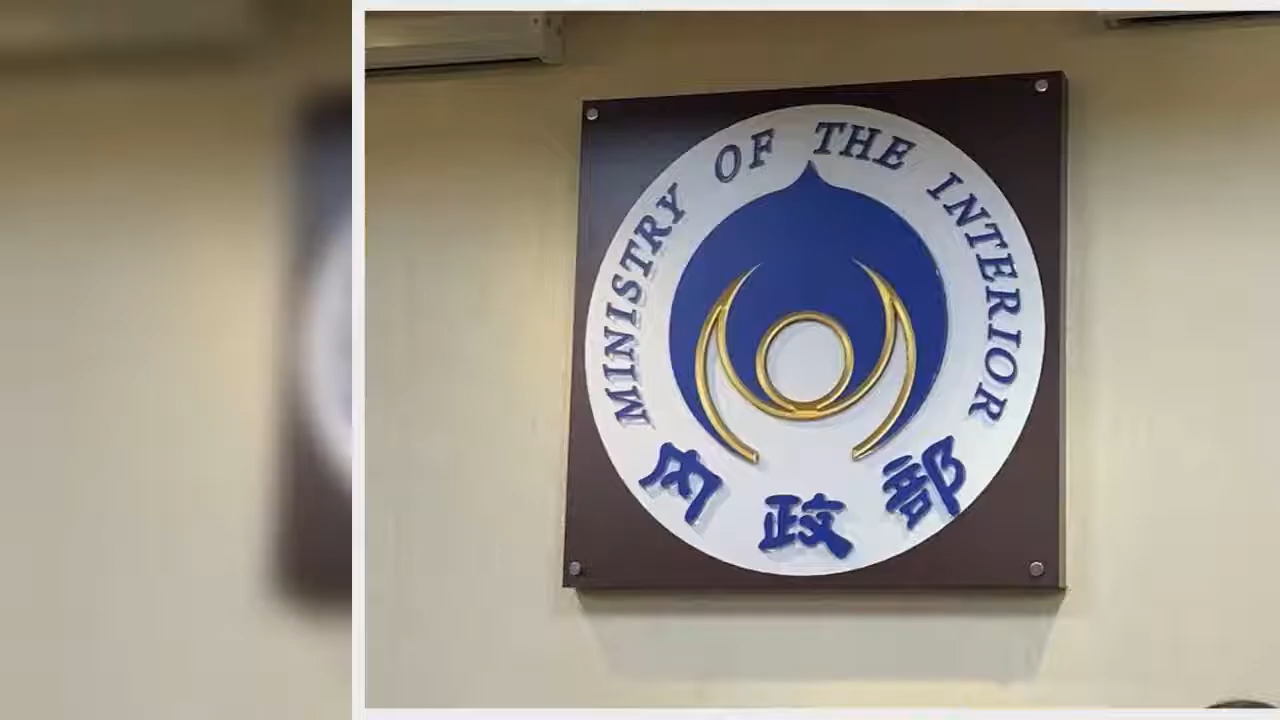 MINISTRY OF THE INTERIOR
內政部